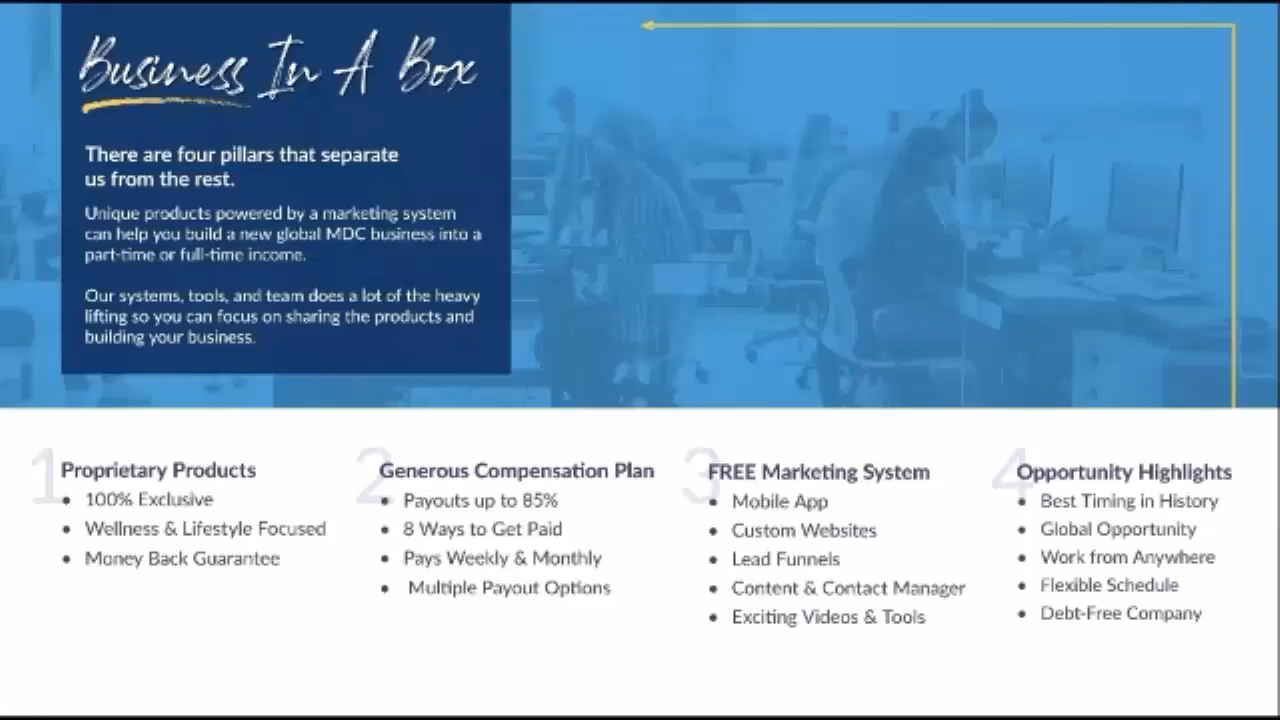 Business In A Box
There are four pillars that separate
us from the rest.
Unique products powered by a marketing system
can help you build a new global MDC business into a
part-time or full-time income.
Our systems, tools, and team does a lot of the heavy
lifting so you can focus on sharing the products and
building your business.
1 Proprietary Products
• 100% Exclusive
• Wellness & Lifestyle Focused
• Money Back Guarantee
2 Generous Compensation Plan
• Payouts up to 85%
• 8 Ways to Get Paid
• Pays Weekly & Monthly
• Multiple Payout Options
3 FREE Marketing System
• Mobile App
• Custom Websites
• Lead Funnels
• Content & Contact Manager
• Exciting Videos & Tools
4 Opportunity Highlights
• Best Timing in History
• Global Opportunity
• Work from Anywhere
• Flexible Schedule
• Debt-Free Company